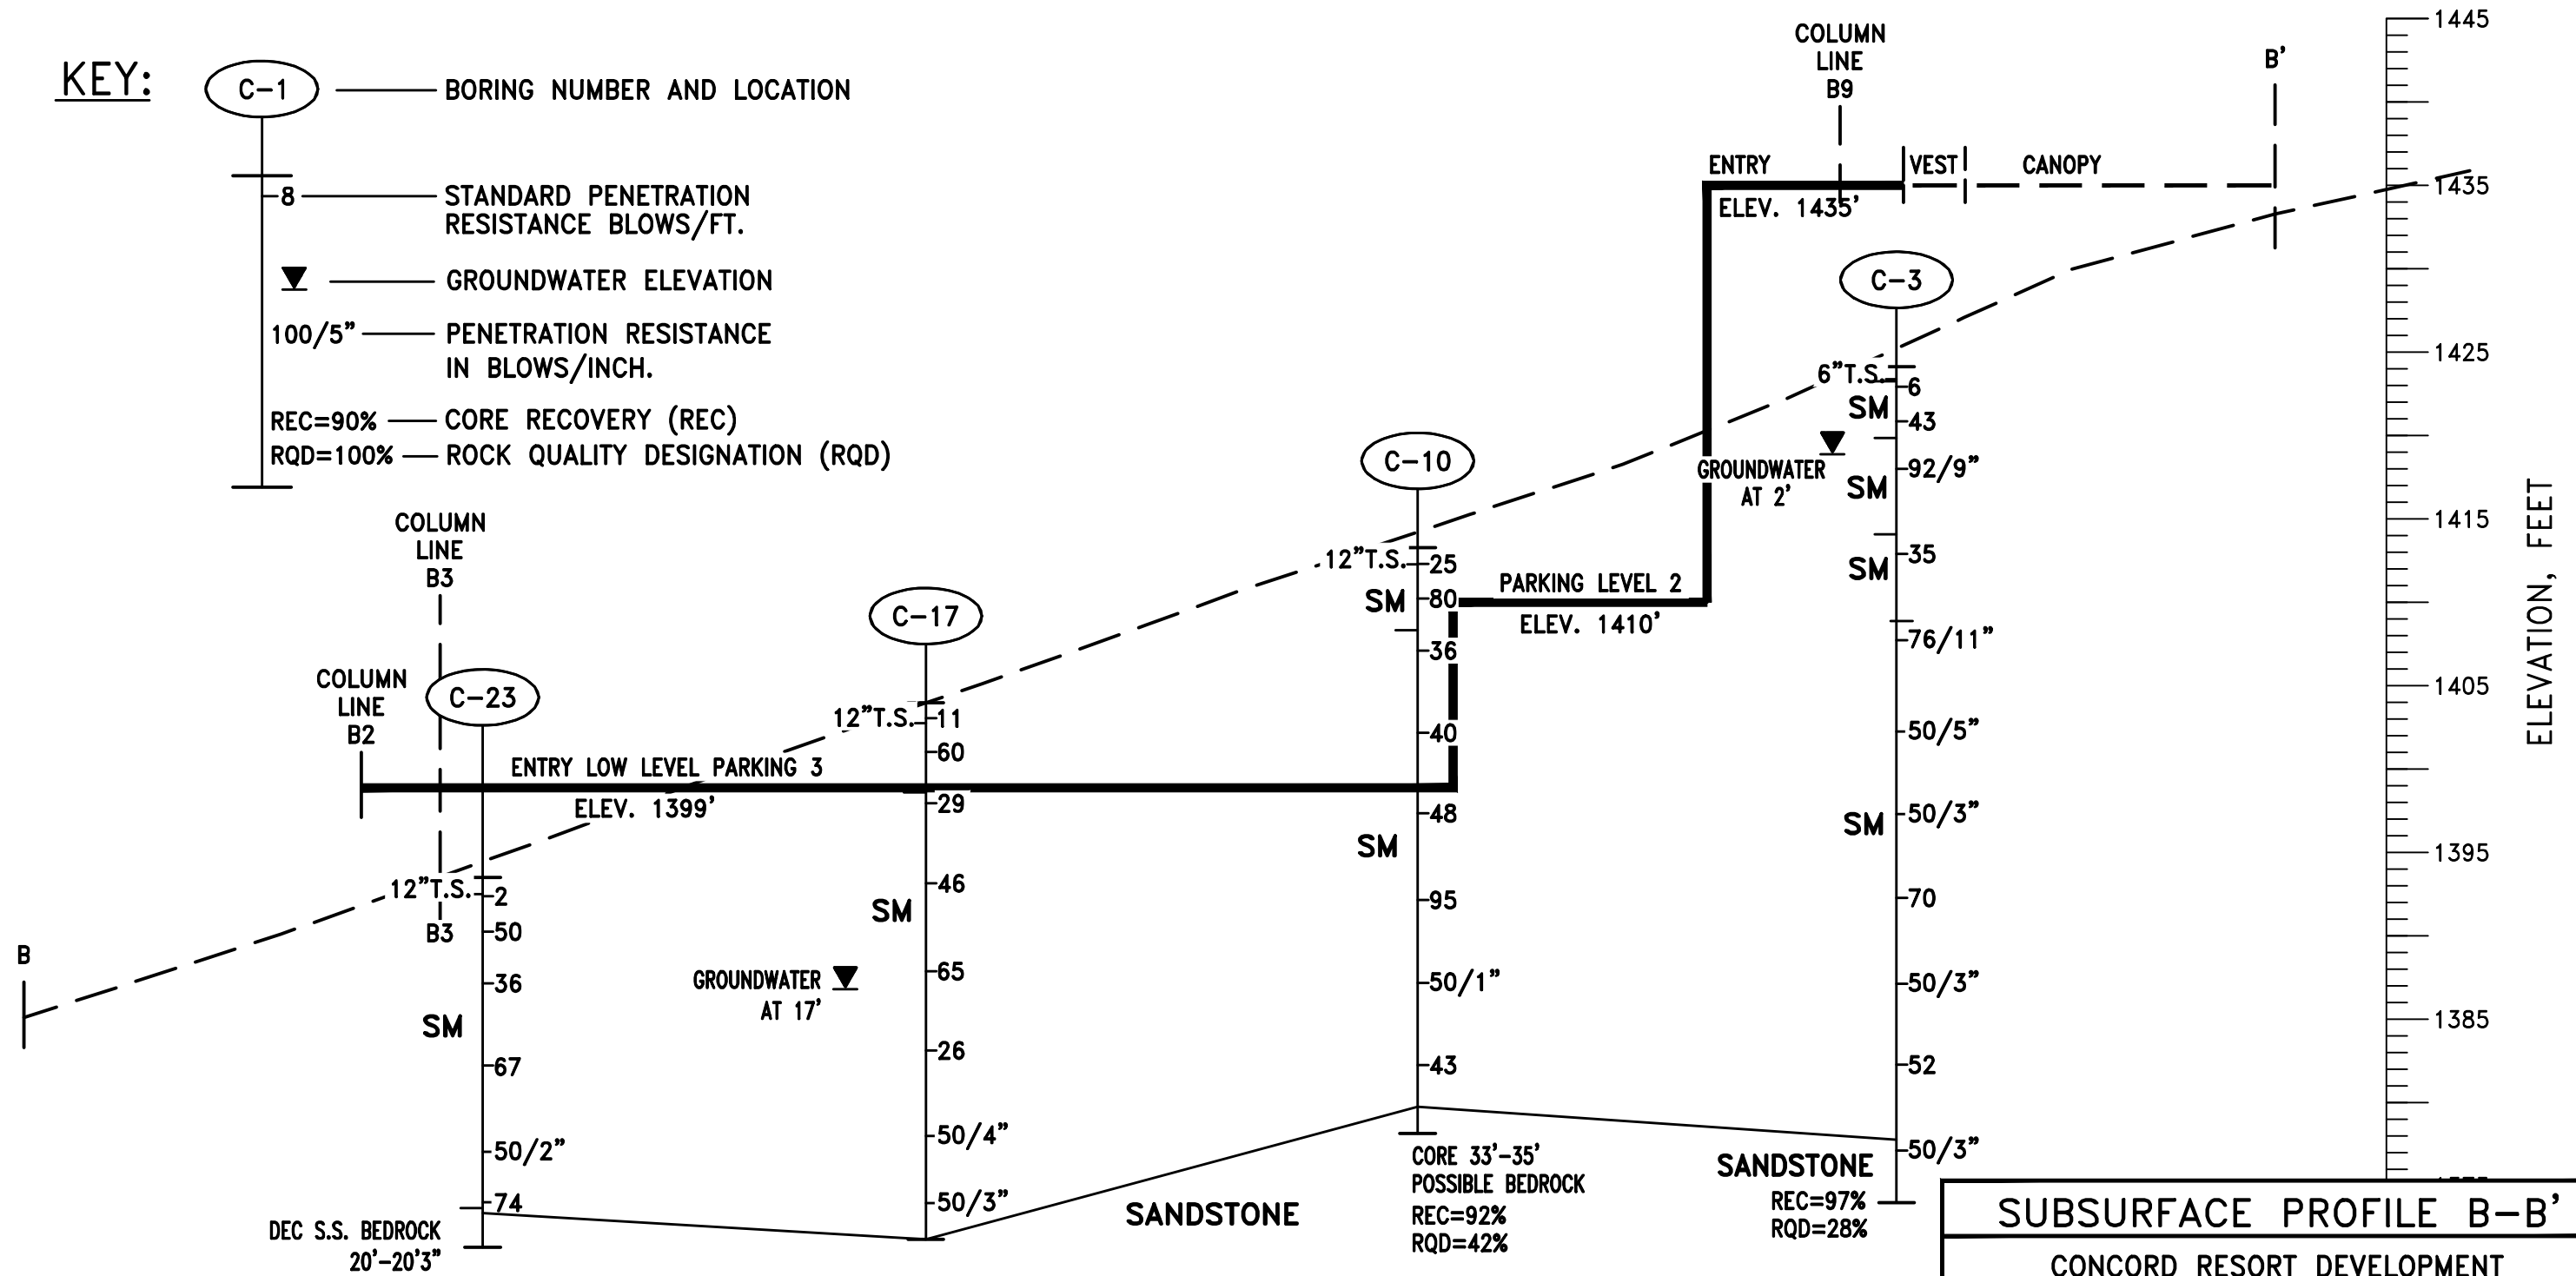 KEY:
C-1
BORING NUMBER AND LOCATION
8
STANDARD PENETRATION
RESISTANCE BLOWS/FT.
GROUNDWATER ELEVATION
100/5"
PENETRATION RESISTANCE
IN BLOWS/INCH.
REC=90%
CORE RECOVERY (REC)
RQD=100%
ROCK QUALITY DESIGNATION (RQD)
COLUMN
LINE
B2
COLUMN
LINE
B3
B
B3
C-23
12"T.S.
2
50
36
SM
67
50/2"
74
DEC S.S. BEDROCK
20'-20'3"
ENTRY LOW LEVEL PARKING 3
ELEV. 1399'
C-17
12"T.S.
11
60
29
46
SM
65
GROUNDWATER
AT 17'
26
50/4"
50/3"
SANDSTONE
C-10
12"T.S.
25
SM
80
36
40
48
SM
95
50/1"
43
CORE 33'-35'
POSSIBLE BEDROCK
REC=92%
RQD=42%
PARKING LEVEL 2
ELEV. 1410'
COLUMN
LINE
B9
ENTRY
VEST
CANOPY
ELEV. 1435'
B'
C-3
6"T.S.
6
SM
43
GROUNDWATER
AT 2'
92/9"
SM
35
SM
76/11"
50/5"
50/3"
SM
70
50/3"
52
50/3"
SANDSTONE
REC=97%
RQD=28%
1445
1435
1425
1415
1405
1395
1385
ELEVATION, FEET
SUBSURFACE PROFILE B-B'
CONCORD RESORT DEVELOPMENT